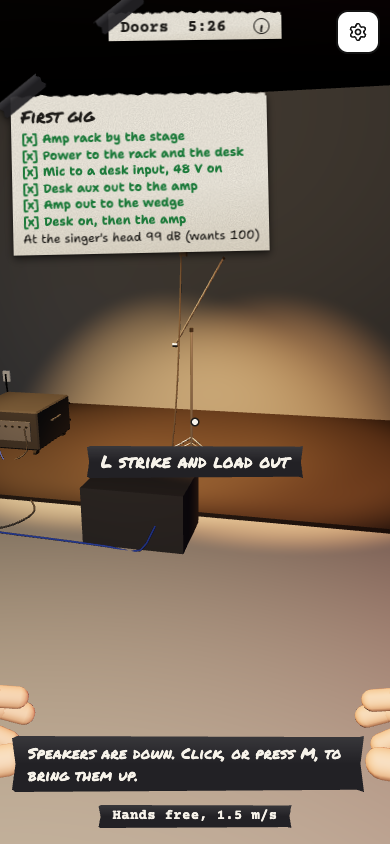 Doors 5:26
First gig
[x] Amp rack by the stage
[x] Power to the rack and the desk
[x] Mic to a desk input, 48 V on
[x] Desk aux out to the amp
[x] Amp out to the wedge
[x] Desk on, then the amp
At the singer's head 99 dB (wants 100)
L strike and load out
Speakers are down. Click, or press M, to
bring them up.
Hands free, 1.5 m/s